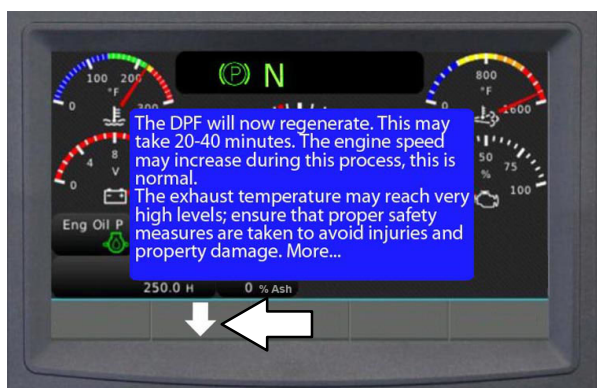 (P) N
100 200
°F
0 300
800
°F
0 1600
The DPF will now regenerate. This may
take 20-40 minutes. The engine speed
may increase during this process, this is
normal.
The exhaust temperature may reach very
high levels; ensure that proper safety
measures are taken to avoid injuries and
property damage. More...
4 8
V
0
50 75
%
100
Eng Oil P
250.0 H 0 % Ash